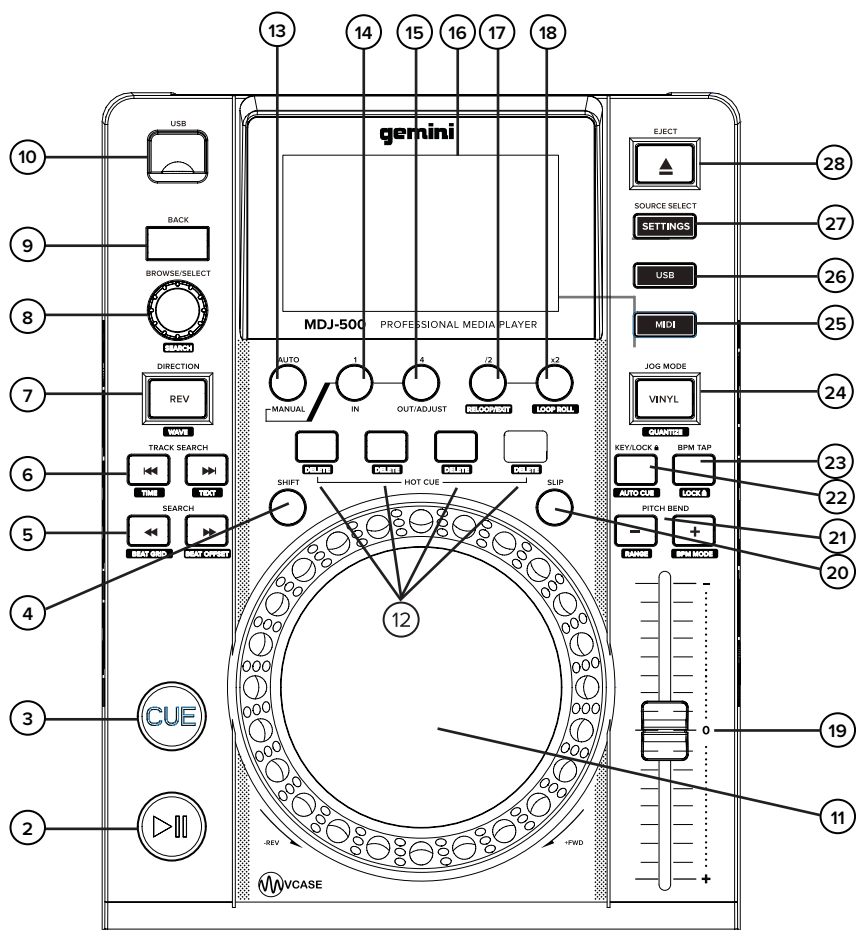 13 14 15 16 17 18
USB
gemini
EJECT
10
28
SOURCE SELECT
SETTINGS
27
BACK
9
USB
26
BROWSE/SELECT
8
SEARCH
MDJ-500 PROFESSIONAL MEDIA PLAYER
MIDI
25
DIRECTION
REV
WAVE
7
AUTO 1 4 /2 x2
MANUAL IN OUT/ADJUST RELOOP/EXIT LOOP ROLL
JOG MODE
VINYL
QUANTIZE
24
TRACK SEARCH
6
TIME TEXT
DELETE DELETE DELETE DELETE
HOT CUE
KEY/LOCK BPM TAP
23
AUTO CUE LOCK
22
SEARCH
5
BEAT GRID BEAT OFFSET
SHIFT
SLIP
PITCH BEND
- +
21
RANGE BPM MODE
20
4
12
-
CUE
3
0
19
11
2
-REV
+FWD
VCASE
+